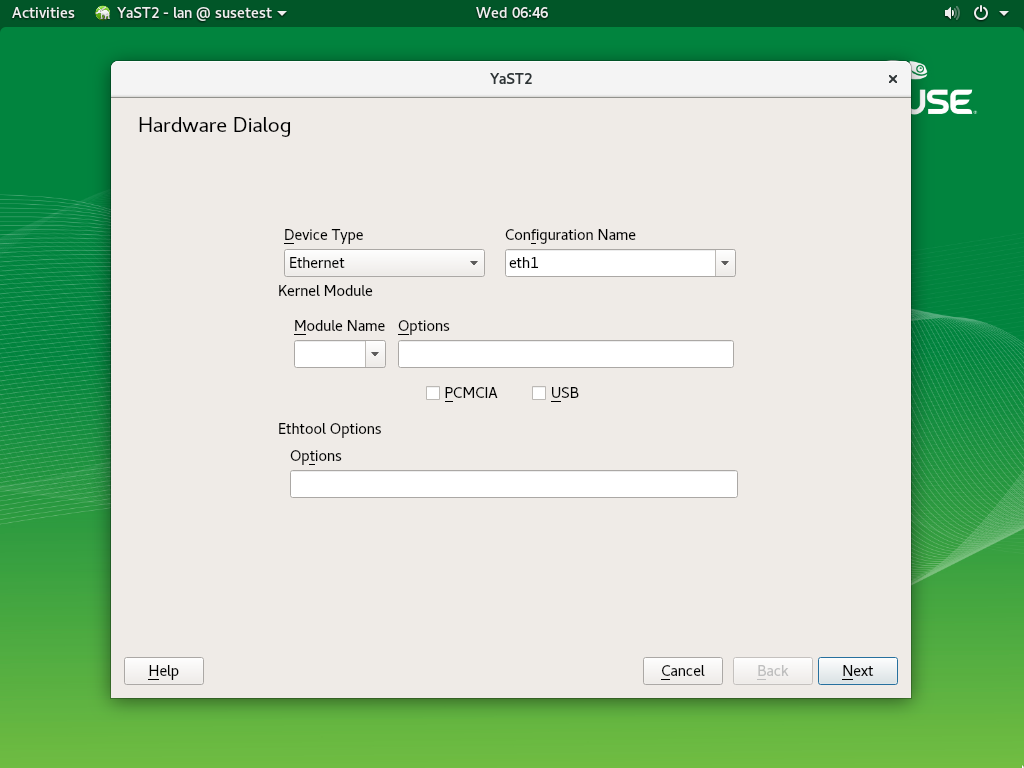 Activities YaST2 - lan @ susetest Wed 06:46
YaST2
USE
Hardware Dialog
Device Type Configuration Name
Ethernet eth1
Kernel Module
Module Name Options
PCMCIA USB
Ethtool Options
Options
Help Cancel Back Next